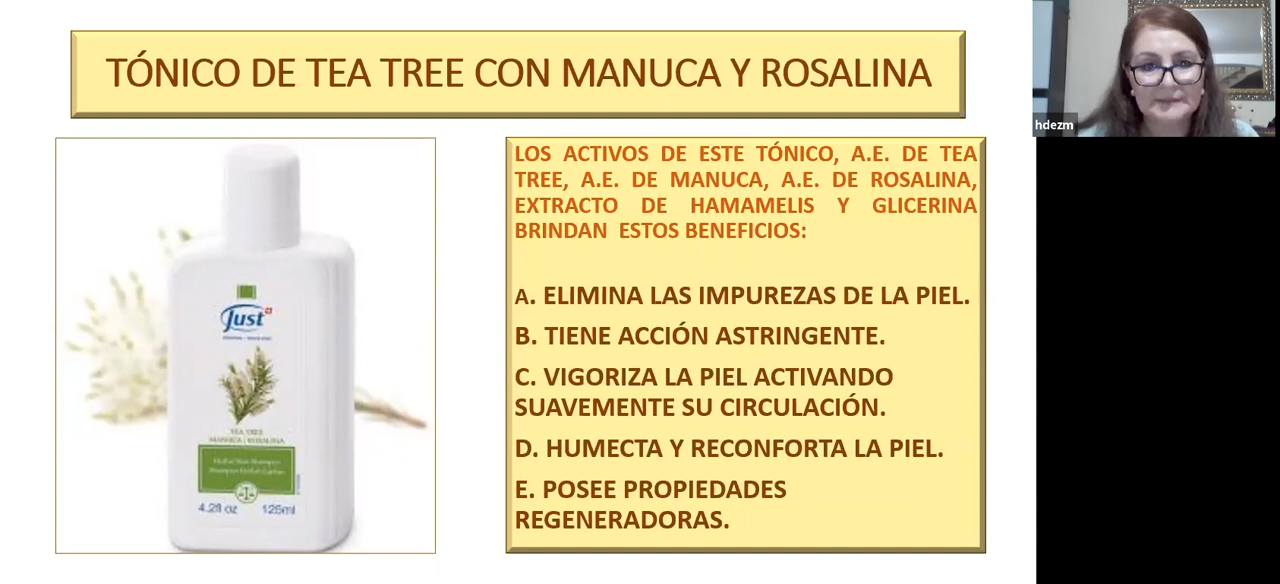 TÓNICO DE TEA TREE CON MANUCA Y ROSALINA
hdezm
LOS ACTIVOS DE ESTE TÓNICO, A.E. DE TEA
TREE, A.E. DE MANUCA, A.E. DE ROSALINA,
EXTRACTO DE HAMAMELIS Y GLICERINA
BRINDAN ESTOS BENEFICIOS:
A. ELIMINA LAS IMPUREZAS DE LA PIEL.
B. TIENE ACCIÓN ASTRINGENTE.
C. VIGORIZA LA PIEL ACTIVANDO
SUAVEMENTE SU CIRCULACIÓN.
D. HUMECTA Y RECONFORTA LA PIEL.
E. POSEE PROPIEDADES
REGENERADORAS.
Just
TEA TREE
MANUKA | ROSALINA
4.2fl oz 125ml